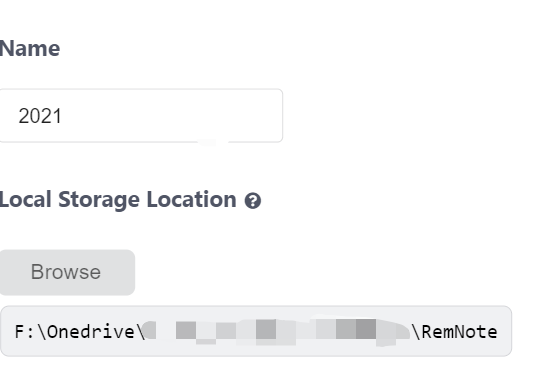 Name
2021
Local Storage Location ?
Browse
F:\Onedrive\ \RemNote